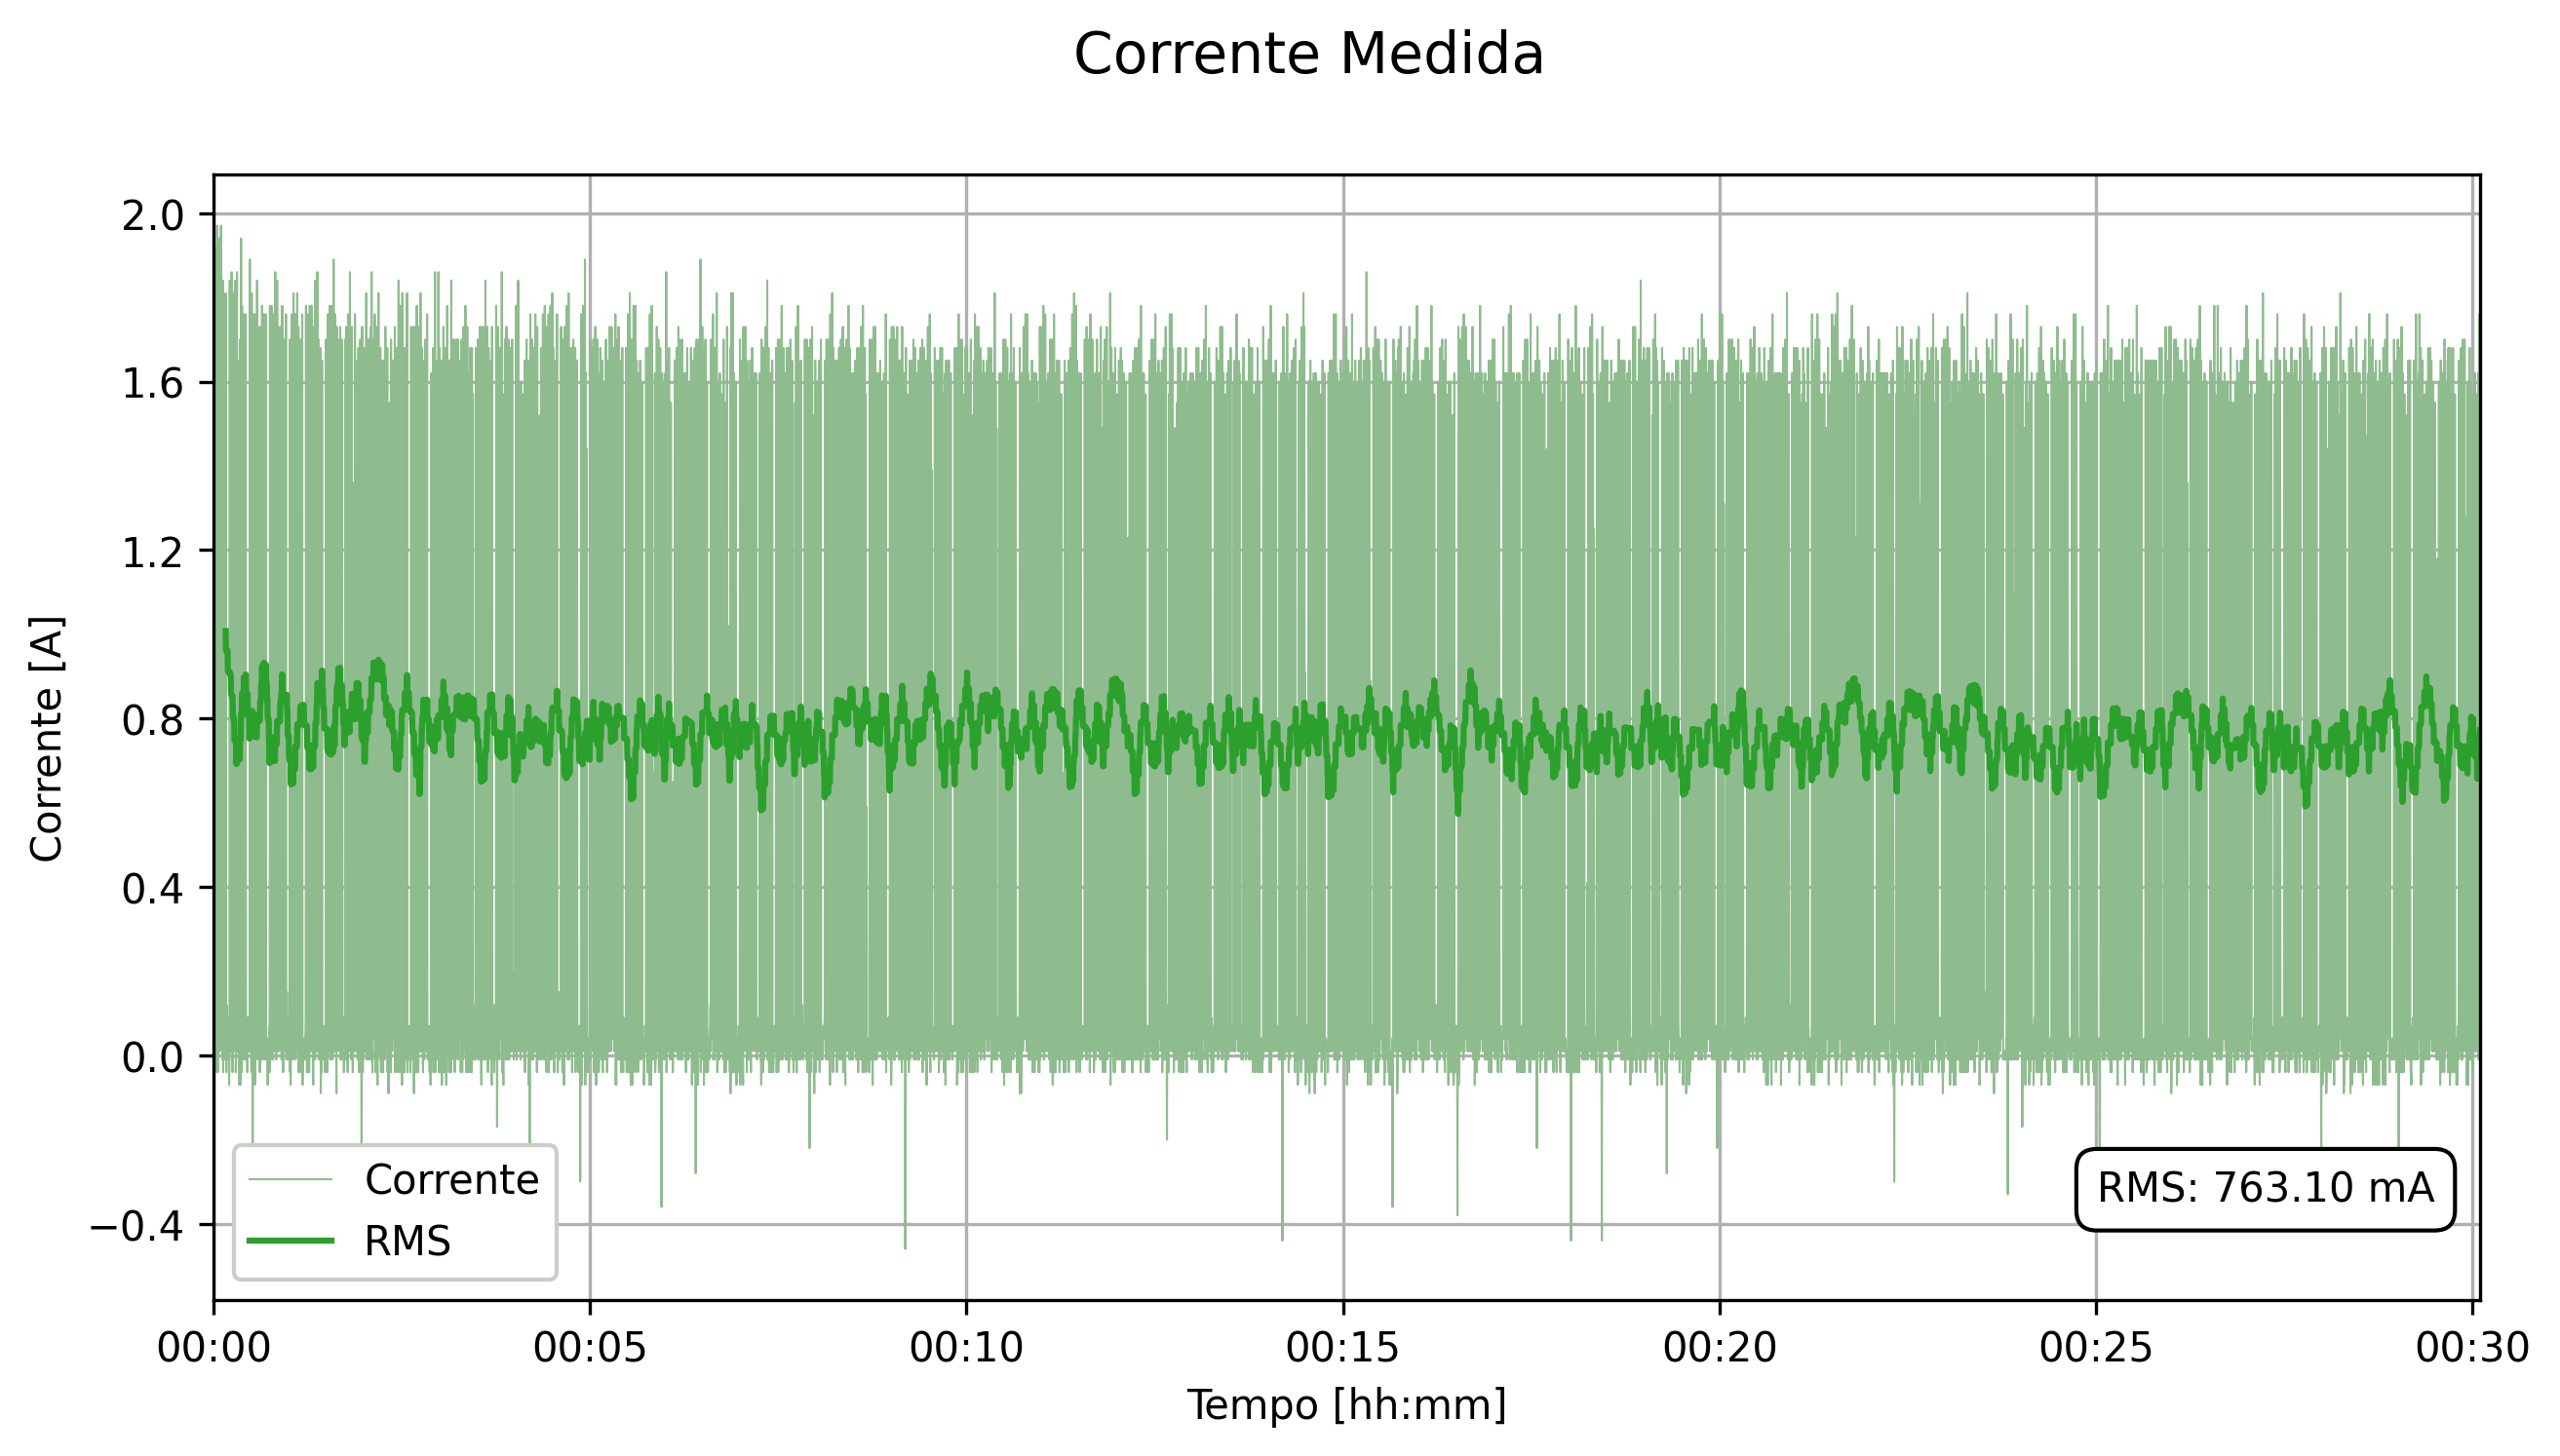 Corrente Medida
2.0
1.6
1.2
0.8
0.4
0.0
−0.4
Corrente [A]
Corrente
RMS
RMS: 763.10 mA
00:00 00:05 00:10 00:15 00:20 00:25 00:30
Tempo [hh:mm]